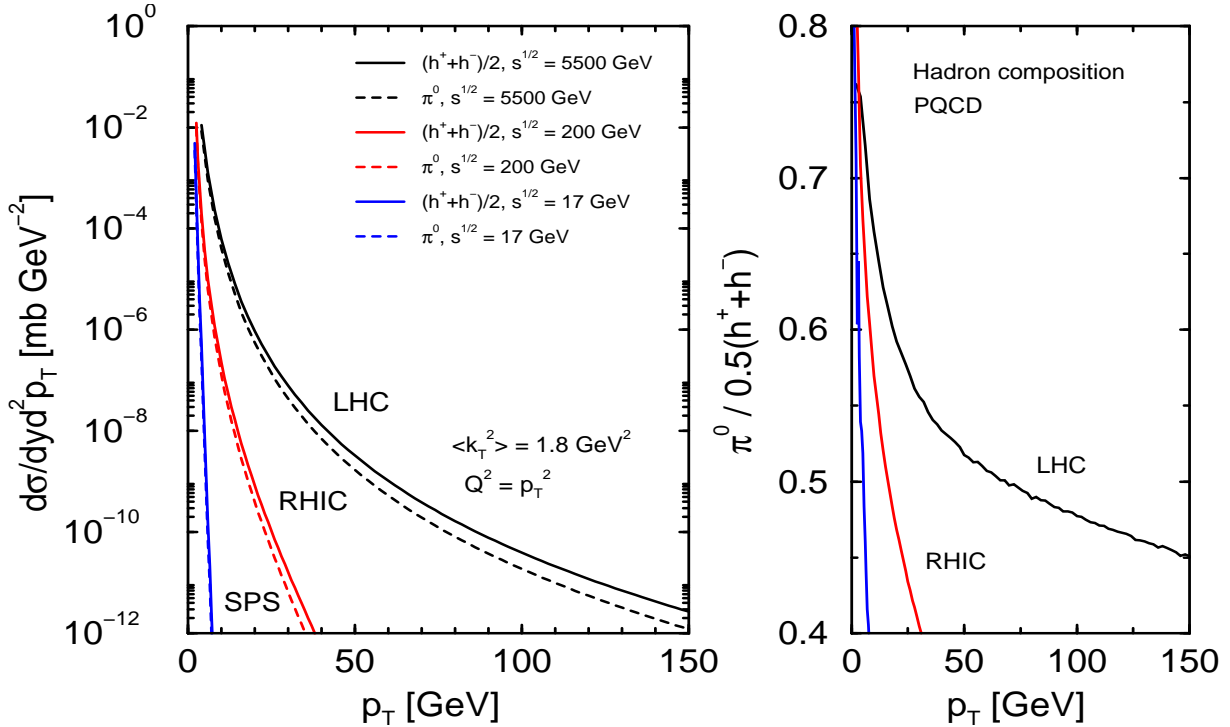 10^0
10^−2
10^−4
10^−6
10^−8
10^−10
10^−12
dσ/dyd^2p_T [mb GeV^−2]
(h^+ +h^−)/2, s^1/2 = 5500 GeV
π^0, s^1/2 = 5500 GeV
(h^+ +h^−)/2, s^1/2 = 200 GeV
π^0, s^1/2 = 200 GeV
(h^+ +h^−)/2, s^1/2 = 17 GeV
π^0, s^1/2 = 17 GeV
LHC
<k_T^2> = 1.8 GeV^2
Q^2 = p_T^2
RHIC
SPS
0 50 100 150
p_T [GeV]
0.8
0.7
0.6
0.5
0.4
π^0 / 0.5(h^+ +h^−)
Hadron composition
PQCD
LHC
RHIC
0 50 100 150
p_T [GeV]